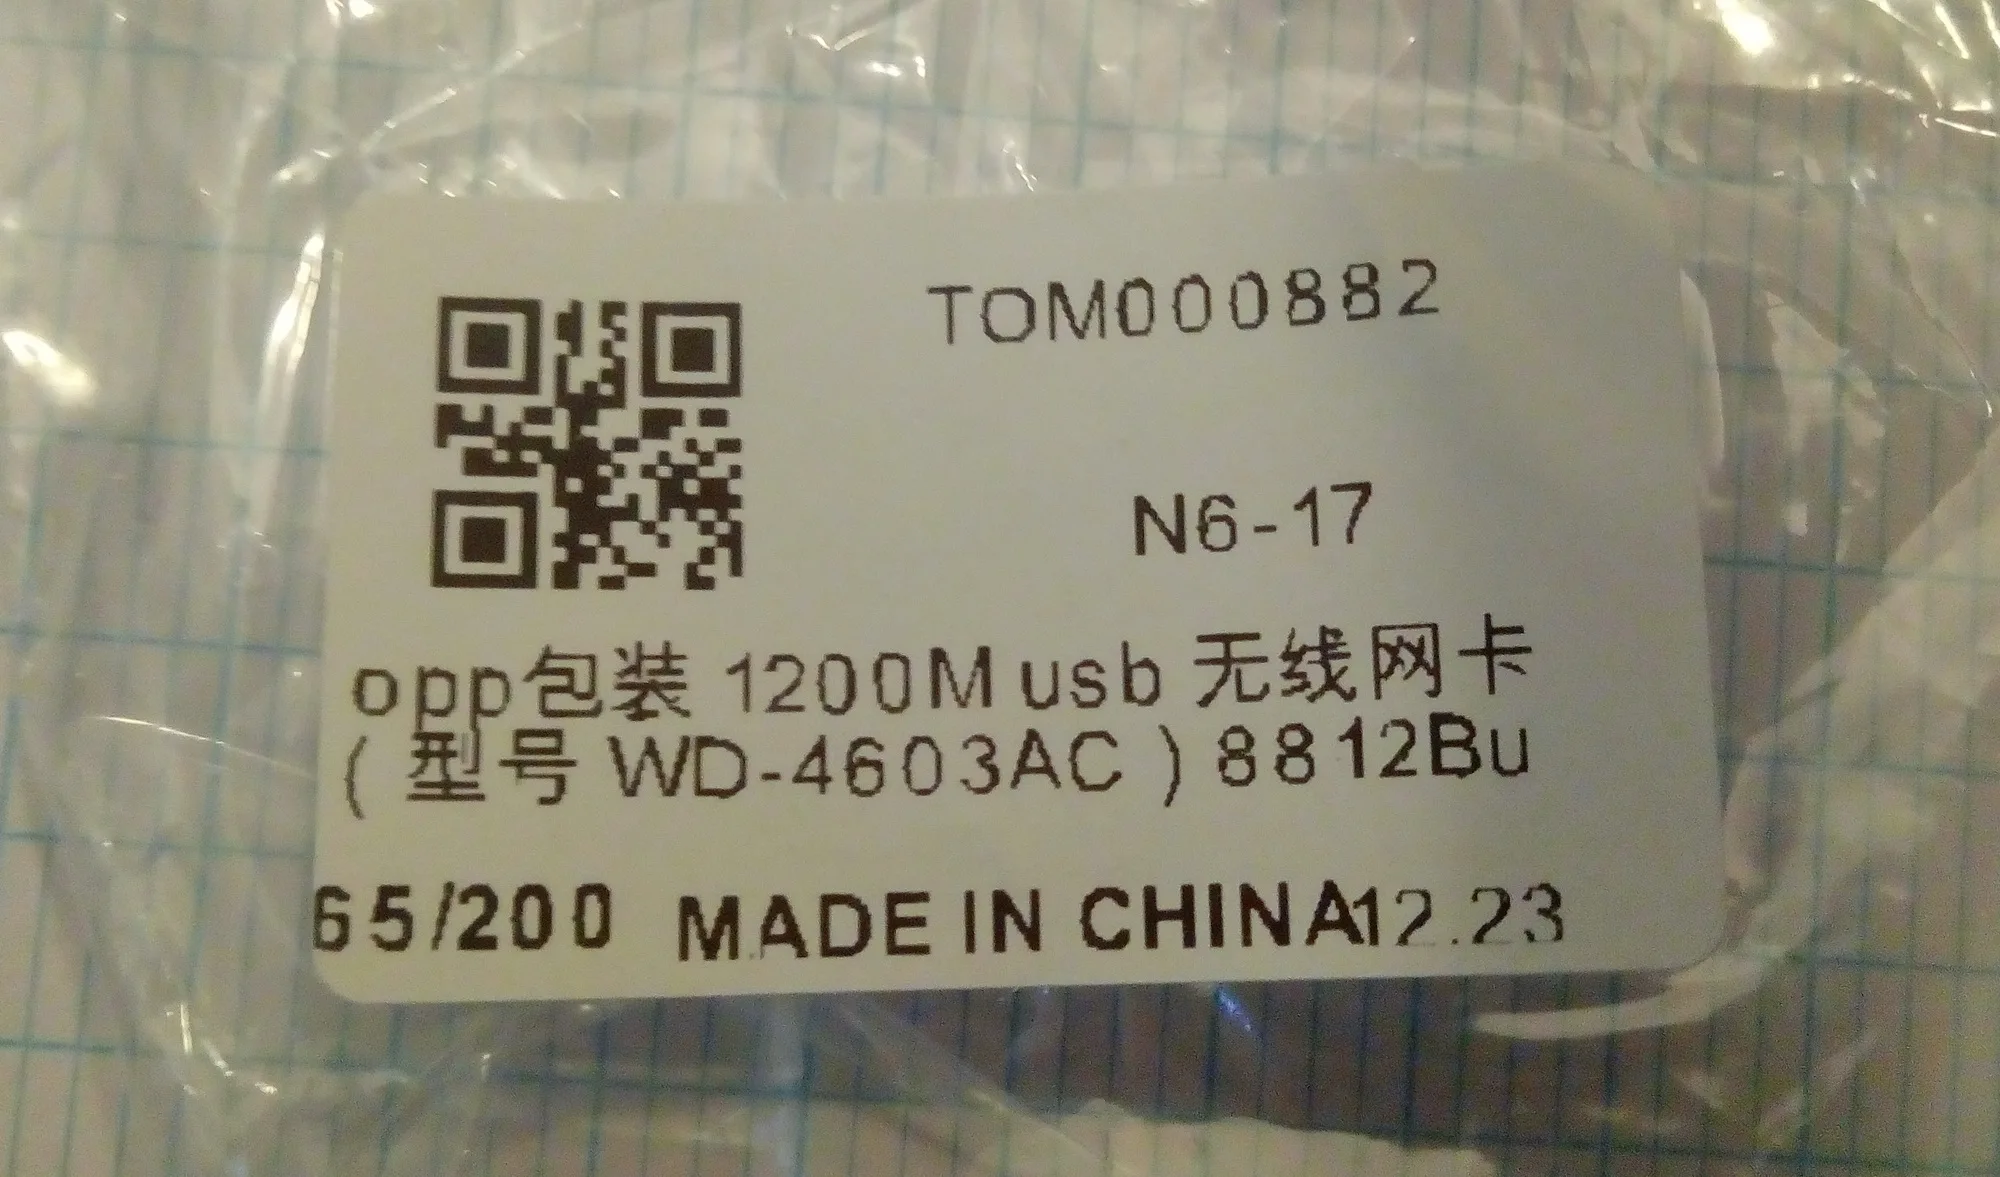 TOM000882
N6-17
opp包装 1200M usb 无线网卡
(型号 WD-4603AC)8812Bu
65/200 MADE IN CHINA12.23